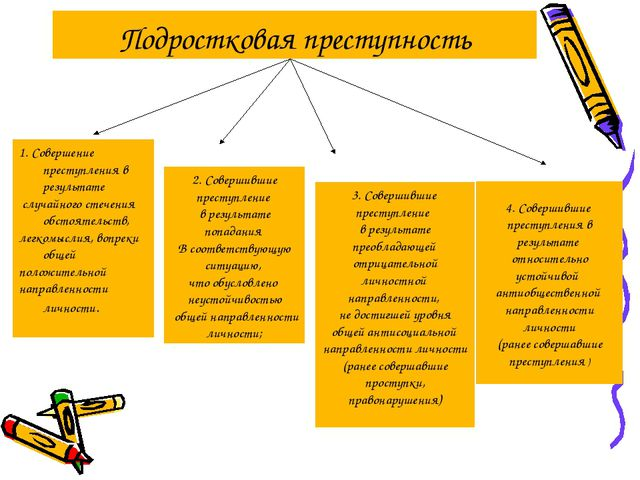 Подростковая преступность
1. Совершение
преступления в
результате
случайного стечения
обстоятельств,
легкомыслия, вопреки
общей
положительной
направленности
личности.
2. Совершившие
преступление
в результате
попадания
В соответствующую
ситуацию,
что обусловлено
неустойчивостью
общей направленности
личности;
3. Совершившие
преступление
в результате
преобладающей
отрицательной
личностной
направленности,
не достигшей уровня
общей антисоциальной
направленности личности
(ранее совершавшие
проступки,
правонарушения)
4. Совершившие
преступления в
результате
относительно
устойчивой
антиобщественной
направленности
личности
(ранее совершавшие
преступления )